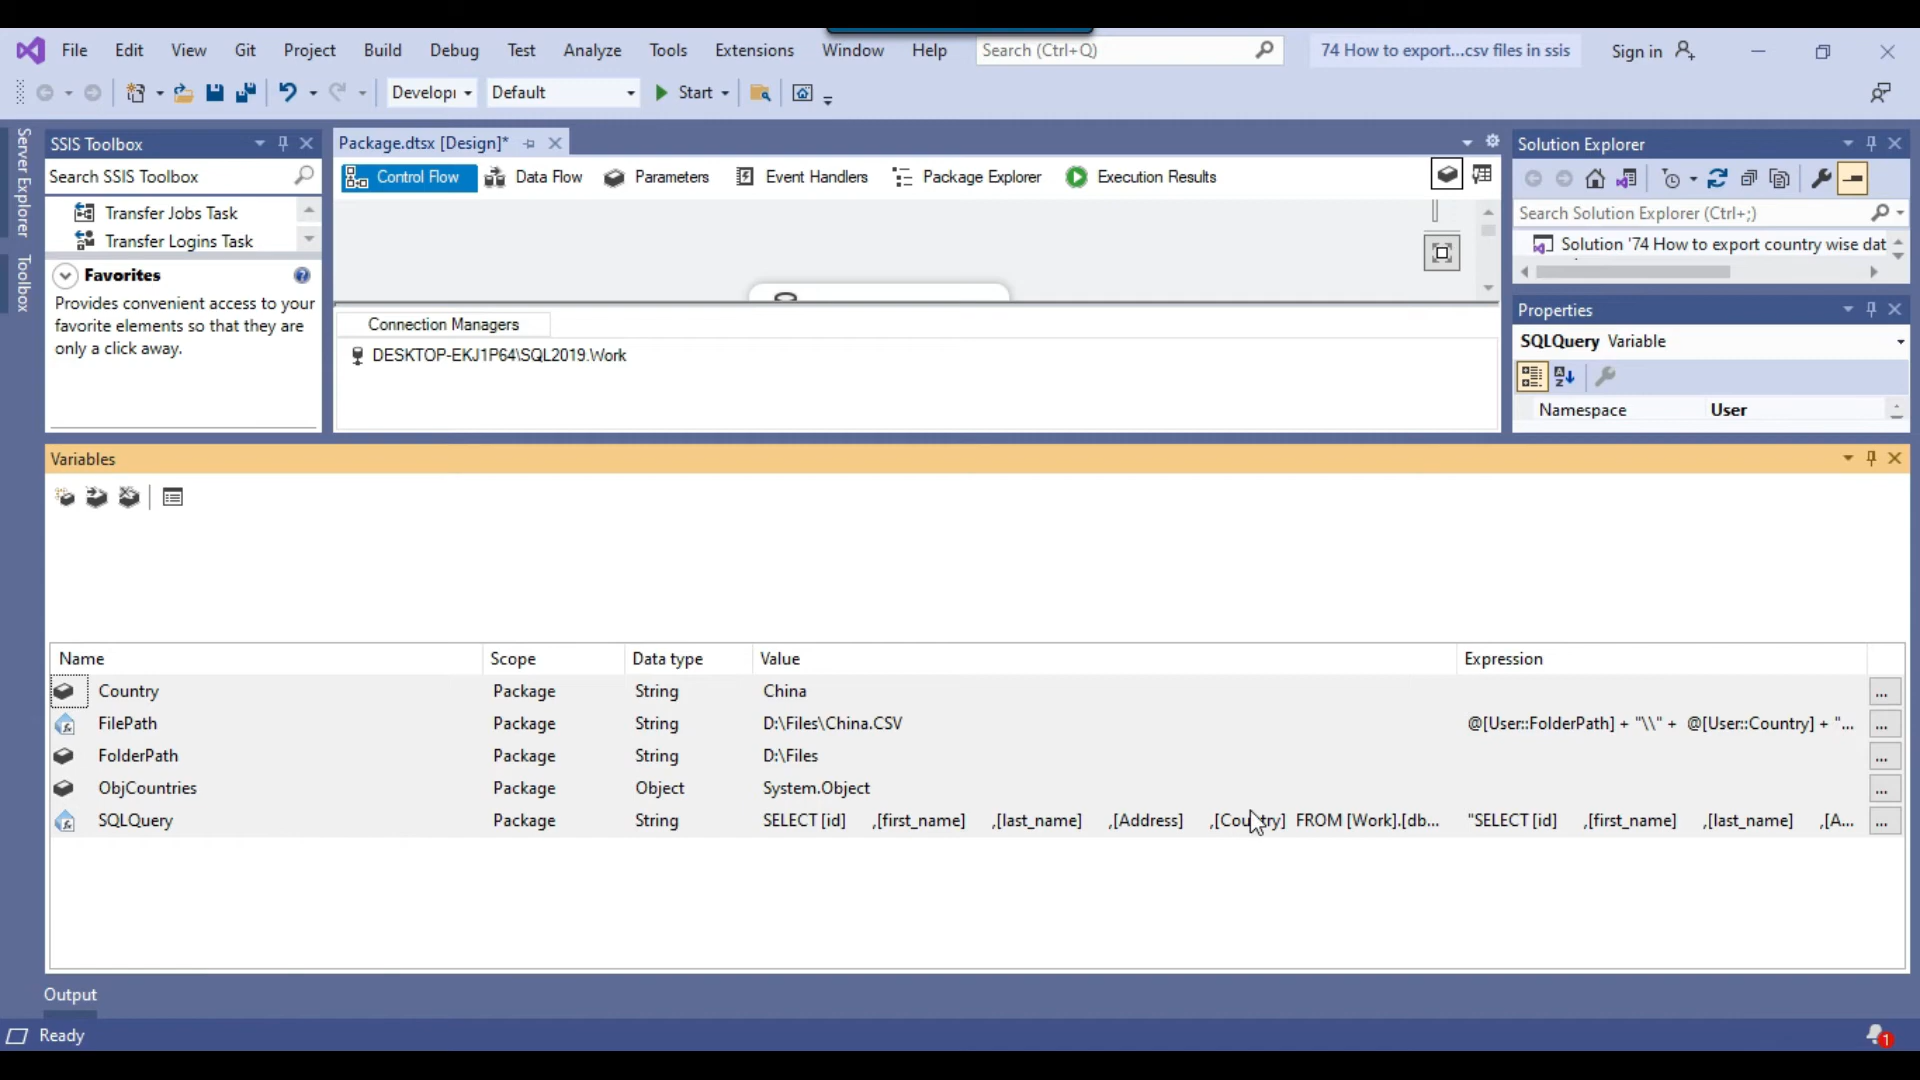 File Edit View Git Project Build Debug Test Analyze Tools Extensions Window Help Search (Ctrl+Q) 74 How to export...csv files in ssis Sign in
Developi Default Start
Server Explorer
Toolbox
SSIS Toolbox
Search SSIS Toolbox
Transfer Jobs Task
Transfer Logins Task
Favorites
Provides convenient access to your
favorite elements so that they are
only a click away.
Package.dtsx [Design]*
Control Flow Data Flow Parameters Event Handlers Package Explorer Execution Results
Connection Managers
DESKTOP-EKJ1P64\SQL2019.Work
Solution Explorer
Search Solution Explorer (Ctrl+;)
Solution '74 How to export country wise dat
Properties
SQLQuery Variable
Namespace User
Variables
Name Scope Data type Value Expression
Country Package String China ...
FilePath Package String D:\Files\China.CSV @[User::FolderPath] + "\\" + @[User::Country] + "... ...
FolderPath Package String D:\Files ...
ObjCountries Package Object System.Object ...
SQLQuery Package String SELECT [id] ,[first_name] ,[last_name] ,[Address] ,[Country] FROM [Work].[db... "SELECT [id] ,[first_name] ,[last_name] ,[A... ...
Output
Ready
1